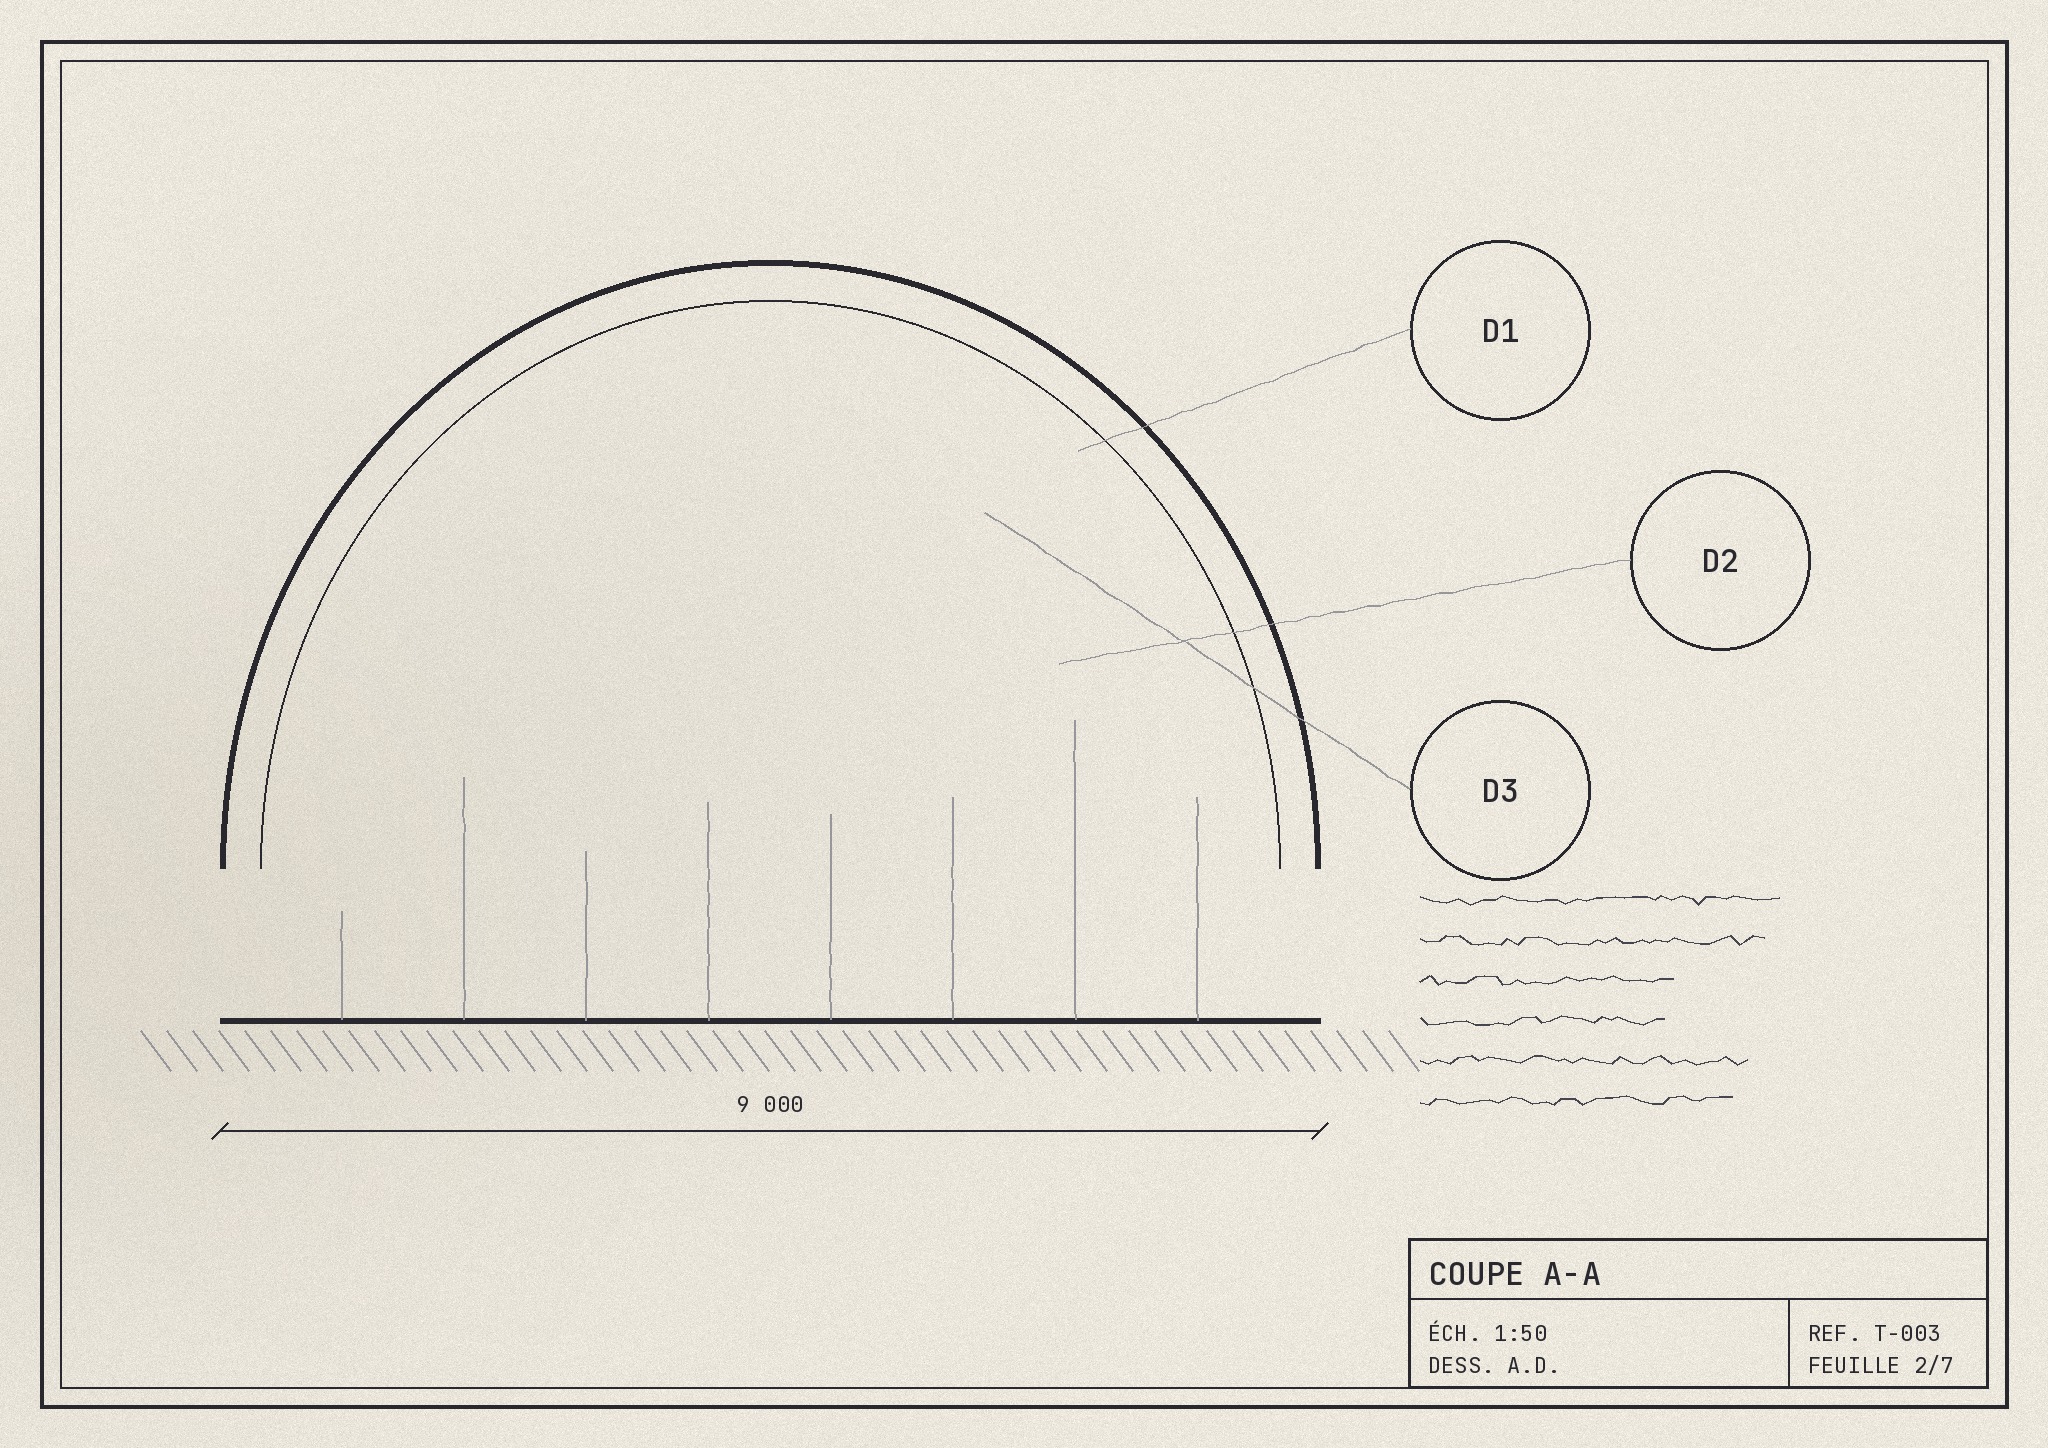 D1
D2
D3
9 000
COUPE A-A
ÉCH. 1:50
DESS. A.D.
REF. T-003
FEUILLE 2/7